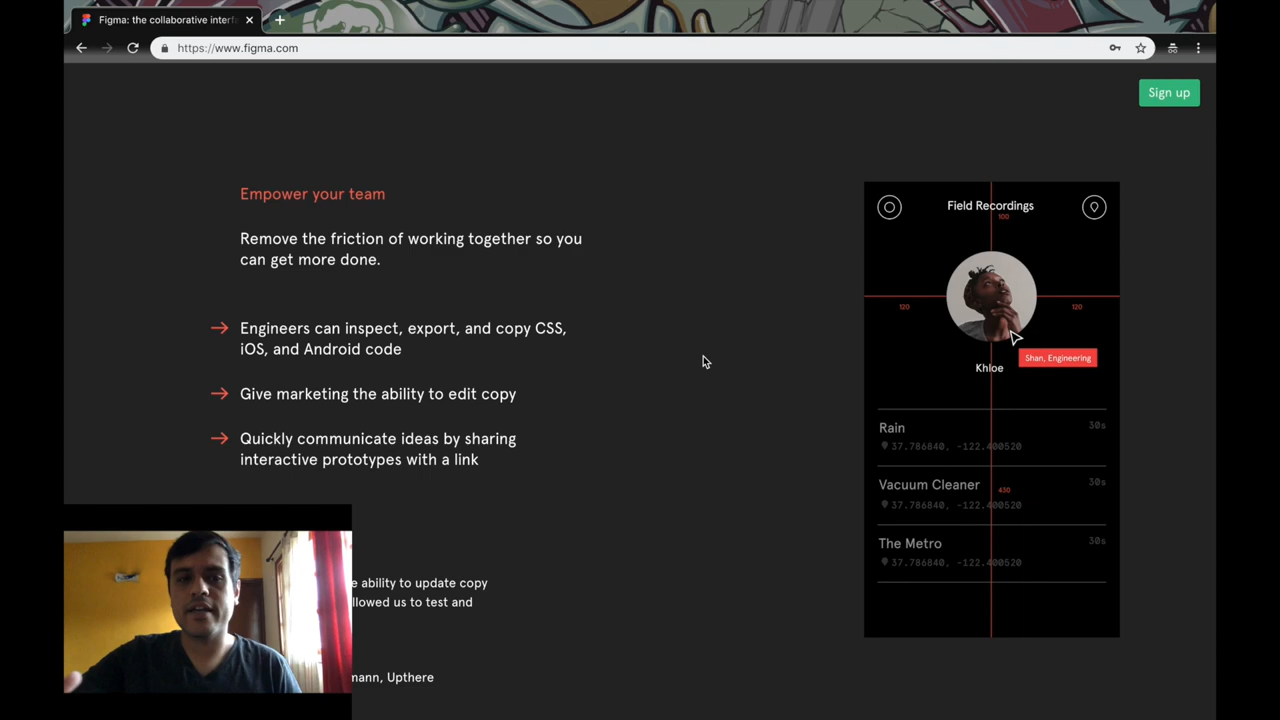 Figma: the collaborative interf
https://www.figma.com
Sign up
Empower your team
Remove the friction of working together so you
can get more done.
Engineers can inspect, export, and copy CSS,
iOS, and Android code
Give marketing the ability to edit copy
Quickly communicate ideas by sharing
interactive prototypes with a link
ability to update copy
llowed us to test and
mann, Upthere
Field Recordings
100
120
120
Shan, Engineering
Khloe
Rain
30s
37.786840, -122.400520
Vacuum Cleaner
30s
430
37.786840, -122.400520
The Metro
30s
37.786840, -122.400520